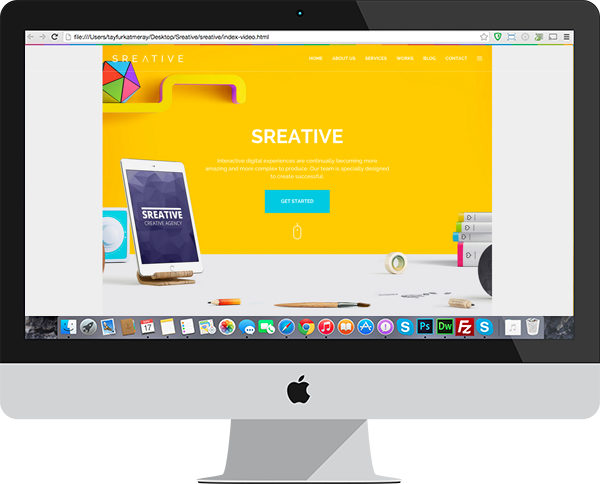 file:///Users/tayfurkatmeray/Desktop/Sreative/sreative/index-video.html
SREATIVE
HOME ABOUT US SERVICES WORKS BLOG CONTACT
SREATIVE
Interactive digital experiences are continually becoming more
amazing and more complex to produce. Our team is specialty designed
to create successful.
GET STARTED
SREATIVE
CREATIVE AGENCY
17
Ps
Dw
Fz